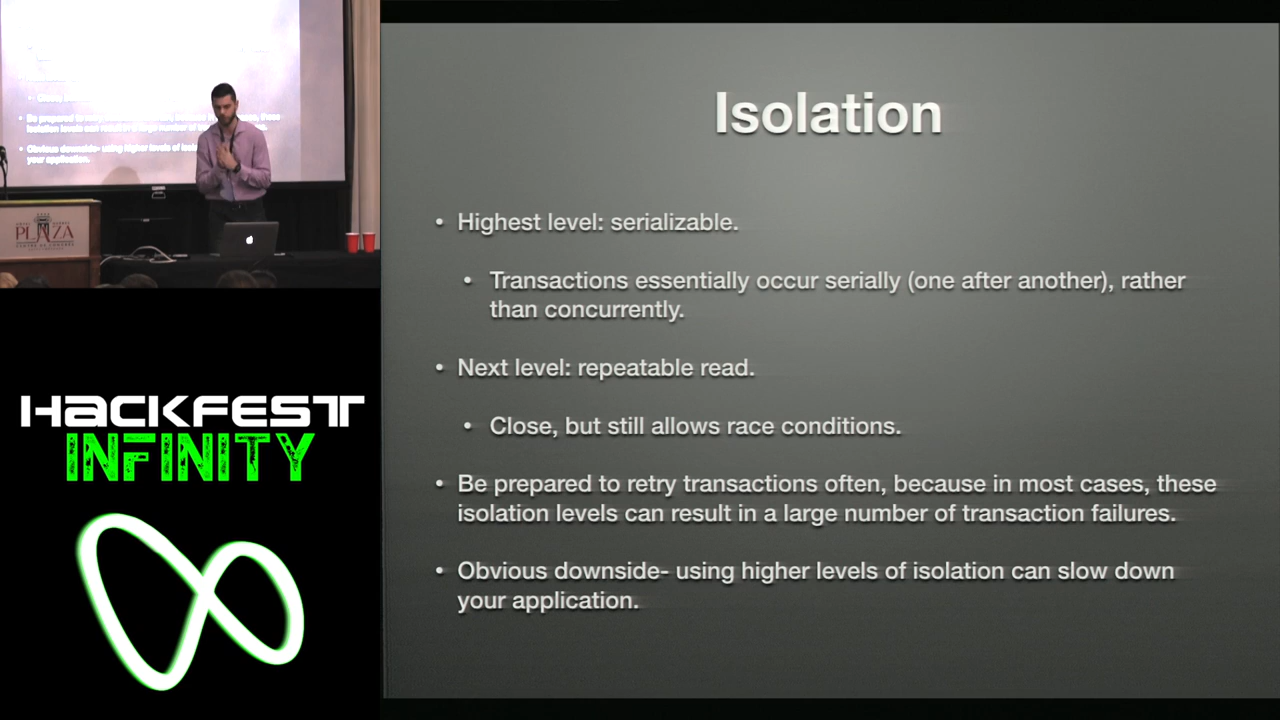 Isolation
• Highest level: serializable.
• Transactions essentially occur serially (one after another), rather
than concurrently.
• Next level: repeatable read.
• Close, but still allows race conditions.
• Be prepared to retry transactions often, because in most cases, these
isolation levels can result in a large number of transaction failures.
• Obvious downside- using higher levels of isolation can slow down
your application.
PLAZA
HACKFEST
INFINITY